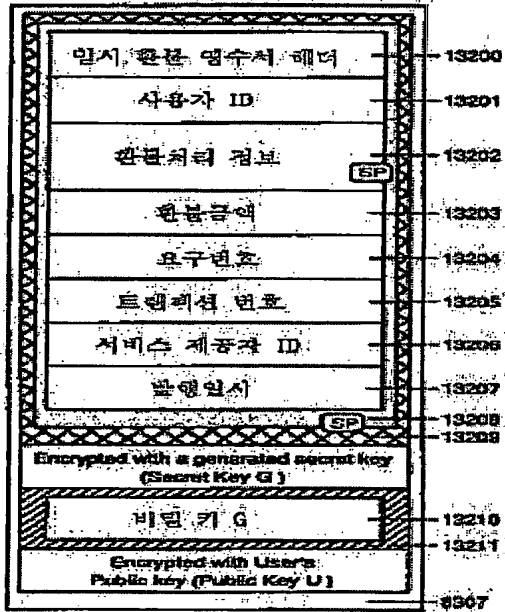 임시 환불 영수서 헤더 13200
사용자 ID 13201
환불처리 정보 13202
SP
환불금액 13203
요구번호 13204
트랜잭션 번호 13205
서비스 제공자 ID 13206
발행일시 13207
SP 13208
13209
Encrypted with a generated secret key
(Secret Key G)
비밀 키 G 13210
13211
Encrypted with User's
Public key (Public Key U)
6307